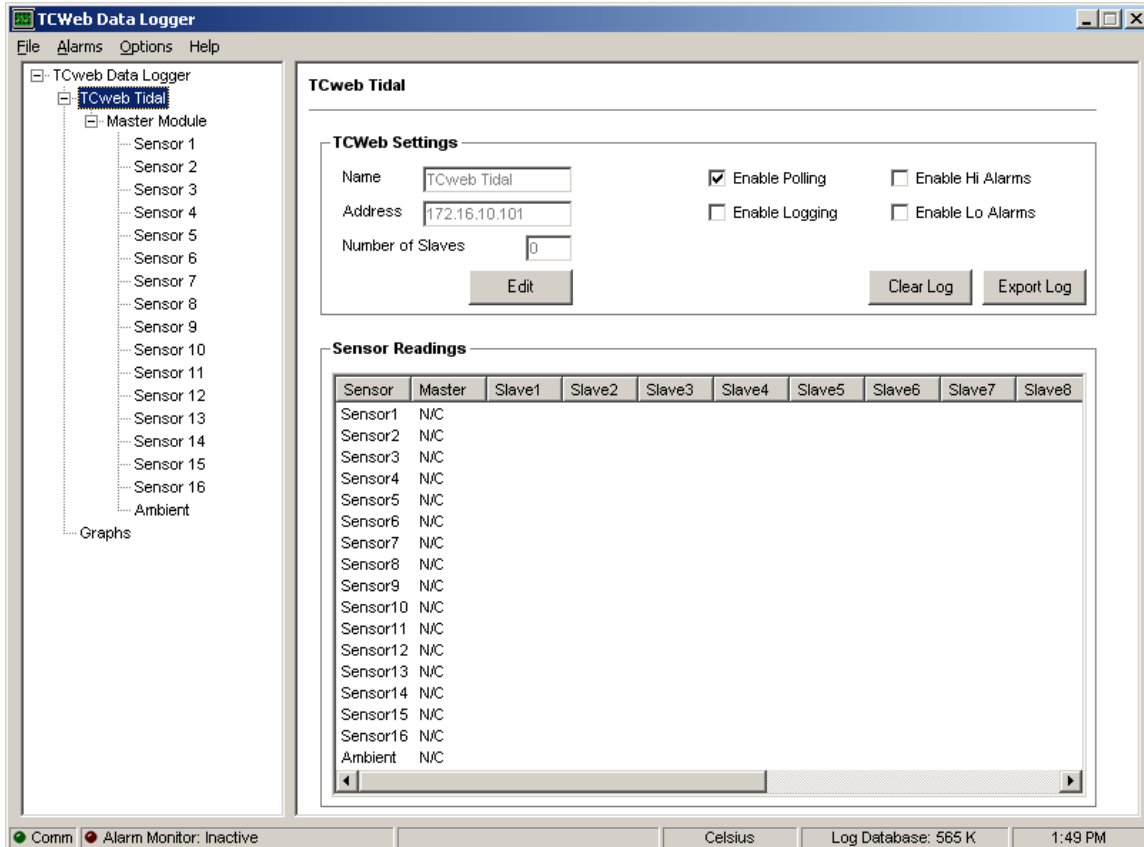 TCWeb Data Logger
File Alarms Options Help
TCweb Data Logger
TCweb Tidal
Master Module
Sensor 1
Sensor 2
Sensor 3
Sensor 4
Sensor 5
Sensor 6
Sensor 7
Sensor 8
Sensor 9
Sensor 10
Sensor 11
Sensor 12
Sensor 13
Sensor 14
Sensor 15
Sensor 16
Ambient
Graphs
TCweb Tidal
TCWeb Settings
Name TCweb Tidal Enable Polling Enable Hi Alarms
Address 172.16.10.101 Enable Logging Enable Lo Alarms
Number of Slaves 0
Edit Clear Log Export Log
Sensor Readings
Sensor Master Slave1 Slave2 Slave3 Slave4 Slave5 Slave6 Slave7 Slave8
Sensor1 N/C
Sensor2 N/C
Sensor3 N/C
Sensor4 N/C
Sensor5 N/C
Sensor6 N/C
Sensor7 N/C
Sensor8 N/C
Sensor9 N/C
Sensor10 N/C
Sensor11 N/C
Sensor12 N/C
Sensor13 N/C
Sensor14 N/C
Sensor15 N/C
Sensor16 N/C
Ambient N/C
Comm Alarm Monitor: Inactive Celsius Log Database: 565 K 1:49 PM